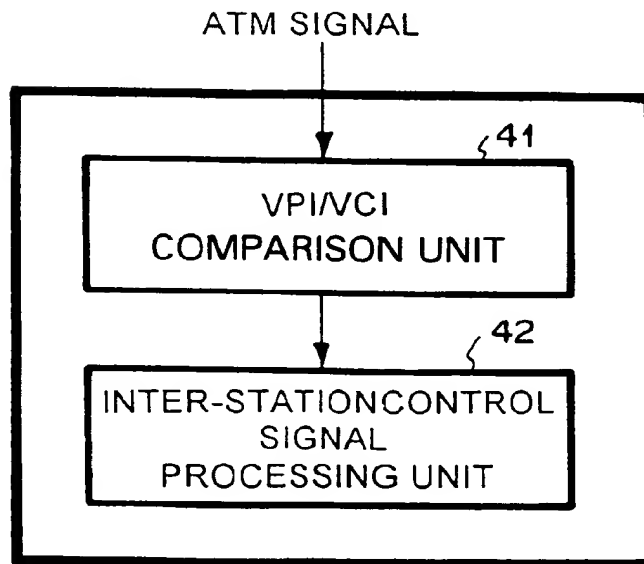 ATM SIGNAL
41
VPI/VCI
COMPARISON UNIT
42
INTER-STATIONCONTROL
SIGNAL
PROCESSING UNIT